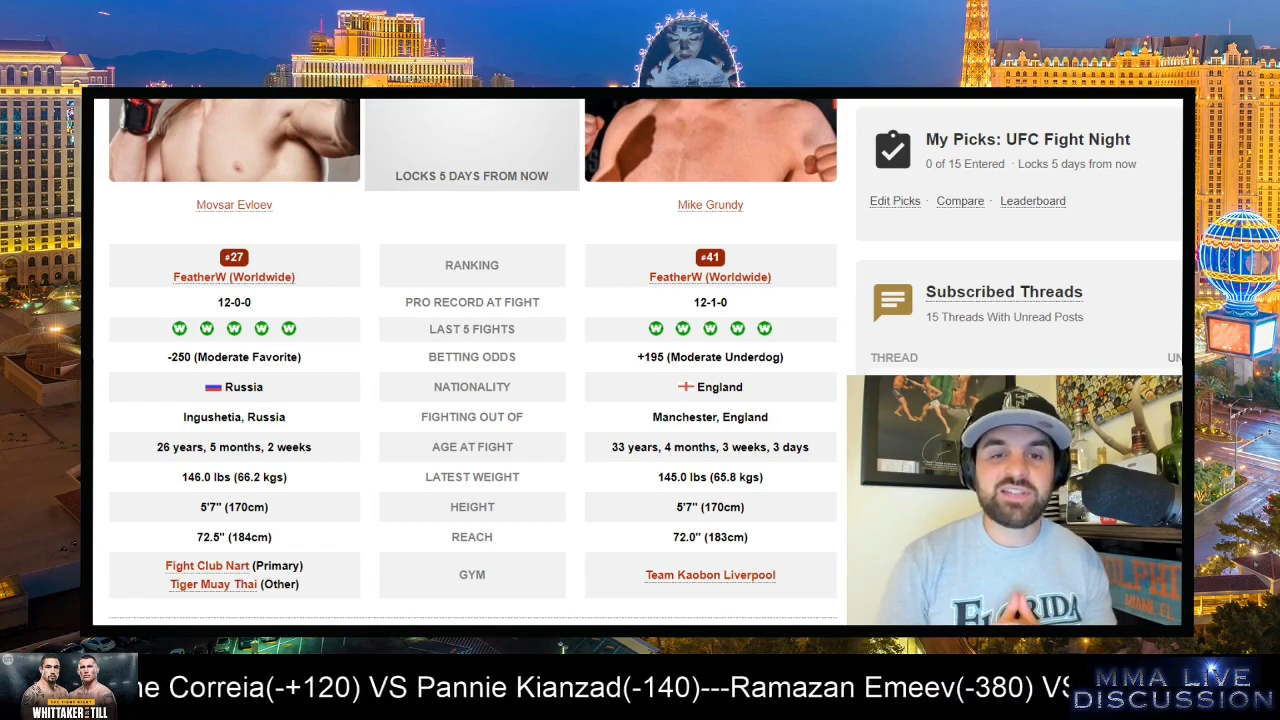 LOCKS 5 DAYS FROM NOW
Movsar Evloev
Mike Grundy
#27
FeatherW (Worldwide)
RANKING
#41
FeatherW (Worldwide)
12-0-0
PRO RECORD AT FIGHT
12-1-0
W W W W W
LAST 5 FIGHTS
W W W W W
-250 (Moderate Favorite)
BETTING ODDS
+195 (Moderate Underdog)
Russia
NATIONALITY
England
Ingushetia, Russia
FIGHTING OUT OF
Manchester, England
26 years, 5 months, 2 weeks
AGE AT FIGHT
33 years, 4 months, 3 weeks, 3 days
146.0 lbs (66.2 kgs)
LATEST WEIGHT
145.0 lbs (65.8 kgs)
5'7" (170cm)
HEIGHT
5'7" (170cm)
72.5" (184cm)
REACH
72.0" (183cm)
Fight Club Nart (Primary)
Tiger Muay Thai (Other)
GYM
Team Kaobon Liverpool
My Picks: UFC Fight Night
0 of 15 Entered · Locks 5 days from now
Edit Picks · Compare · Leaderboard
Subscribed Threads
15 Threads With Unread Posts
THREAD
UN
FLORIDA
DOLPHI
MIAMI, FL
WHITTAKER TILL
ne Correia(-+120) VS Pannie Kianzad(-140)---Ramazan Emeev(-380) VS
MMA LIVE
DISCUSSION